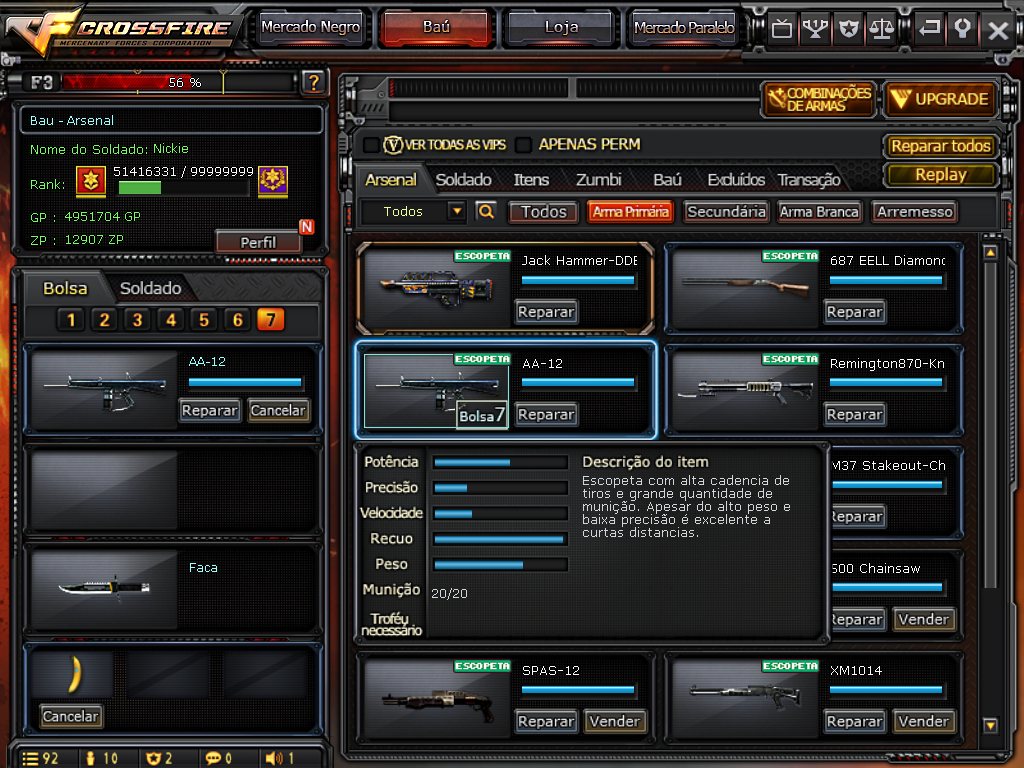 CROSSFIRE
MERCENARY FORCES CORPORATION
Mercado Negro
Baú
Loja
Mercado Paralelo
F3
56 %
?
Bau - Arsenal
Nome do Soldado: Nickie
Rank:
51416331 / 99999999
GP : 4951704 GP
ZP : 12907 ZP
N
Perfil
Bolsa
Soldado
1 2 3 4 5 6 7
AA-12
Reparar
Cancelar
Faca
Cancelar
92
10
2
0
1
COMBINAÇÕES
DE ARMAS
UPGRADE
VER TODAS AS VIPS
APENAS PERM
Reparar todos
Replay
Arsenal
Soldado
Itens
Zumbi
Baú
Excluídos
Transação
Todos
Todos
Arma Primária
Secundária
Arma Branca
Arremesso
ESCOPETA
Jack Hammer-DDE
Reparar
ESCOPETA
687 EELL Diamond
Reparar
ESCOPETA
AA-12
Bolsa7
Reparar
ESCOPETA
Remington870-Kn
Reparar
Potência
Precisão
Velocidade
Recuo
Peso
Munição
20/20
Troféu
necessário
Descrição do item
Escopeta com alta cadencia de
tiros e grande quantidade de
munição. Apesar do alto peso e
baixa precisão é excelente a
curtas distancias.
M37 Stakeout-Ch
Reparar
500 Chainsaw
Reparar
Vender
ESCOPETA
SPAS-12
Reparar
Vender
ESCOPETA
XM1014
Reparar
Vender